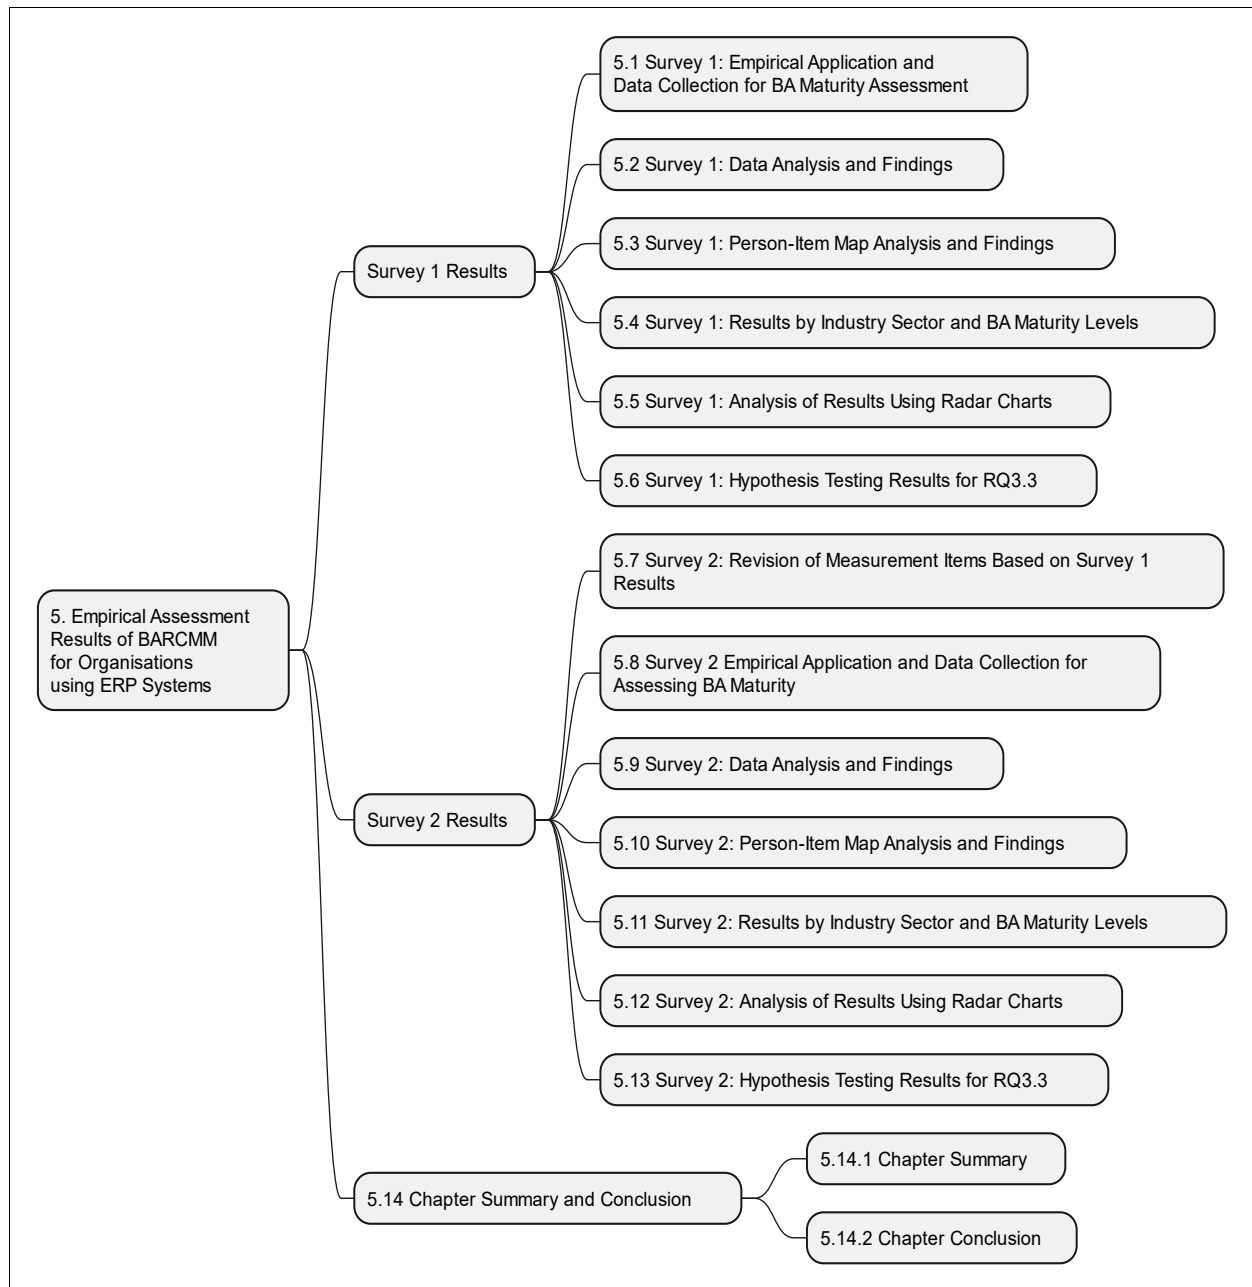 5. Empirical Assessment
Results of BARCMM
for Organisations
using ERP Systems
Survey 1 Results
5.1 Survey 1: Empirical Application and
Data Collection for BA Maturity Assessment
5.2 Survey 1: Data Analysis and Findings
5.3 Survey 1: Person-Item Map Analysis and Findings
5.4 Survey 1: Results by Industry Sector and BA Maturity Levels
5.5 Survey 1: Analysis of Results Using Radar Charts
5.6 Survey 1: Hypothesis Testing Results for RQ3.3
Survey 2 Results
5.7 Survey 2: Revision of Measurement Items Based on Survey 1
Results
5.8 Survey 2 Empirical Application and Data Collection for
Assessing BA Maturity
5.9 Survey 2: Data Analysis and Findings
5.10 Survey 2: Person-Item Map Analysis and Findings
5.11 Survey 2: Results by Industry Sector and BA Maturity Levels
5.12 Survey 2: Analysis of Results Using Radar Charts
5.13 Survey 2: Hypothesis Testing Results for RQ3.3
5.14 Chapter Summary and Conclusion
5.14.1 Chapter Summary
5.14.2 Chapter Conclusion